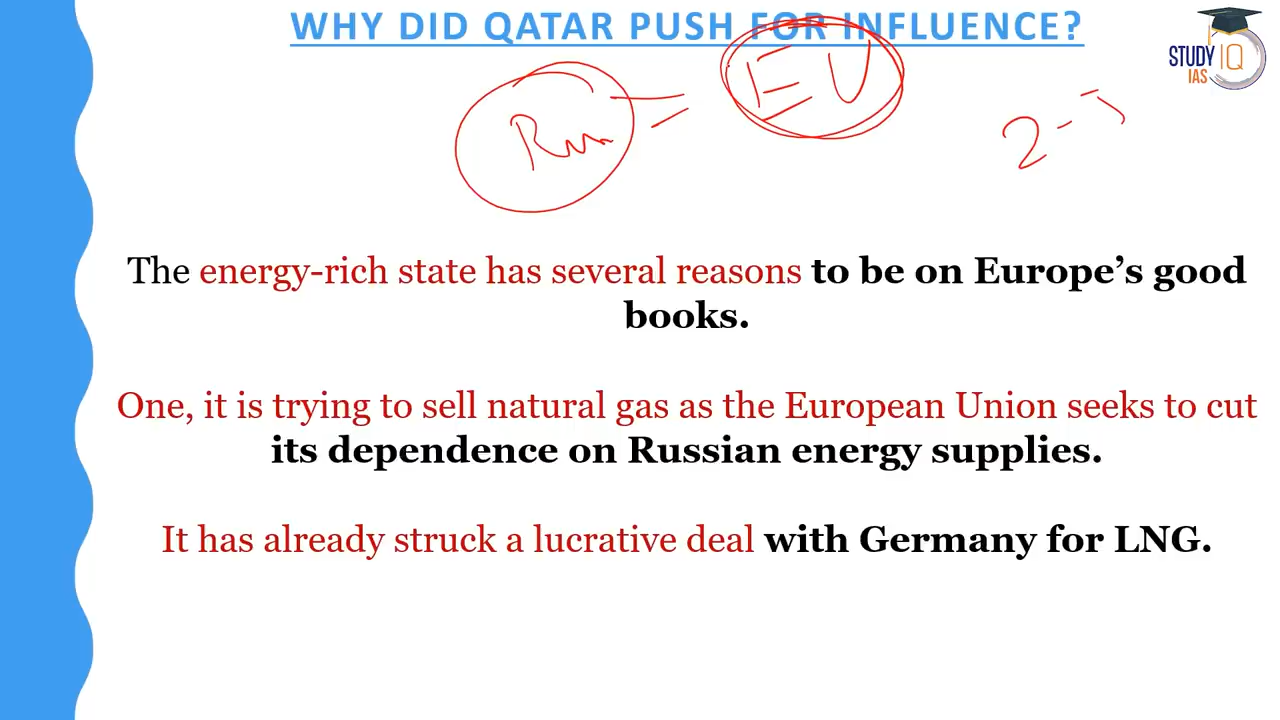 WHY DID QATAR PUSH FOR INFLUENCE?
STUDY IQ
IAS
EU
The energy-rich state has several reasons to be on Europe’s good
books.
One, it is trying to sell natural gas as the European Union seeks to cut
its dependence on Russian energy supplies.
It has already struck a lucrative deal with Germany for LNG.